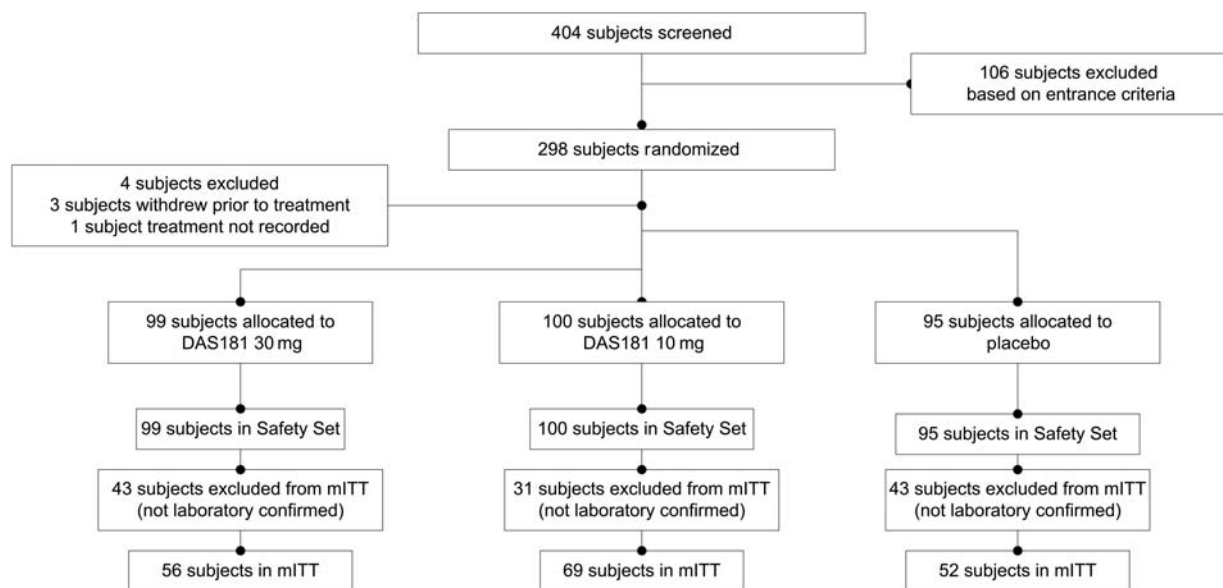 404 subjects screened
106 subjects excluded
based on entrance criteria
298 subjects randomized
4 subjects excluded
3 subjects withdrew prior to treatment
1 subject treatment not recorded
99 subjects allocated to
DAS181 30 mg
100 subjects allocated to
DAS181 10 mg
95 subjects allocated to
placebo
99 subjects in Safety Set
100 subjects in Safety Set
95 subjects in Safety Set
43 subjects excluded from mITT
(not laboratory confirmed)
31 subjects excluded from mITT
(not laboratory confirmed)
43 subjects excluded from mITT
(not laboratory confirmed)
56 subjects in mITT
69 subjects in mITT
52 subjects in mITT